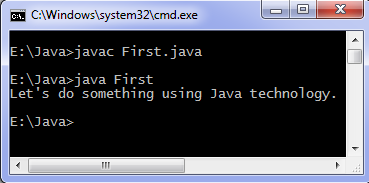 C:\Windows\system32\cmd.exe
E:\Java>javac First.java
E:\Java>java First
Let's do something using Java technology.
E:\Java>